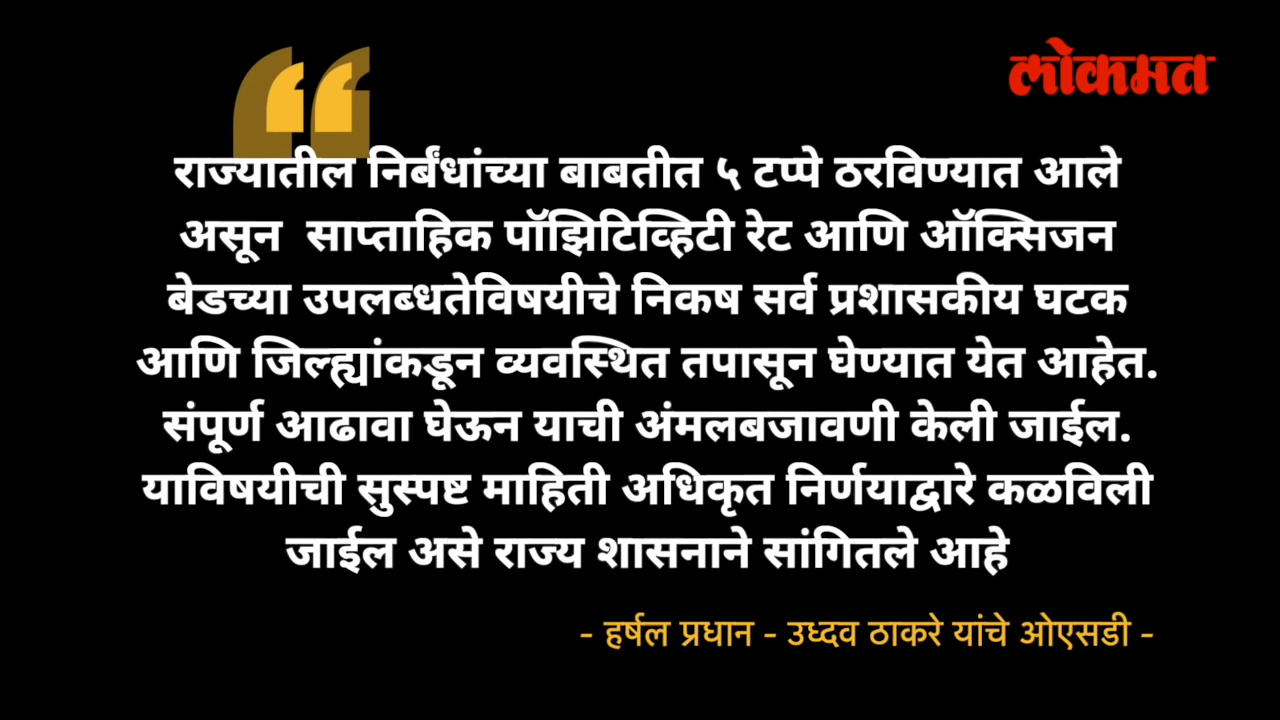 लोकमत
राज्यातील निर्बंधांच्या बाबतीत ५ टप्पे ठरविण्यात आले
असून साप्ताहिक पॉझिटिव्हिटी रेट आणि ऑक्सिजन
बेडच्या उपलब्धतेविषयीचे निकष सर्व प्रशासकीय घटक
आणि जिल्ह्यांकडून व्यवस्थित तपासून घेण्यात येत आहेत.
संपूर्ण आढावा घेऊन याची अंमलबजावणी केली जाईल.
याविषयीची सुस्पष्ट माहिती अधिकृत निर्णयाद्वारे कळविली
जाईल असे राज्य शासनाने सांगितले आहे
- हर्षल प्रधान - उध्दव ठाकरे यांचे ओएसडी -